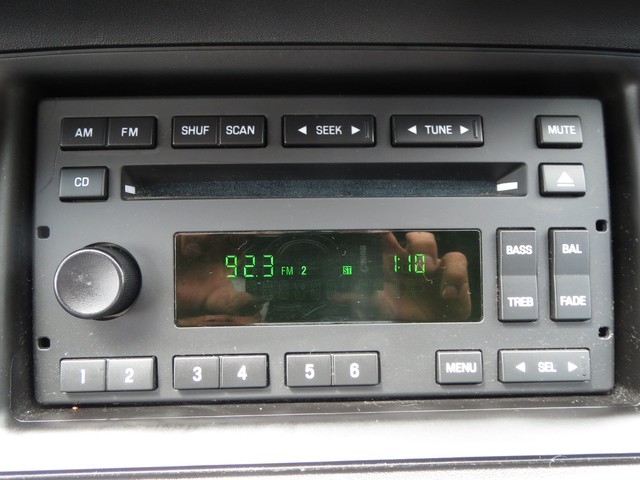 AM FM SHUF SCAN ◄ SEEK ► ◄ TUNE ► MUTE
CD
92.3 FM 2 ST 1:10
BASS BAL
TREB FADE
1 2 3 4 5 6 MENU ◄ SEL ►